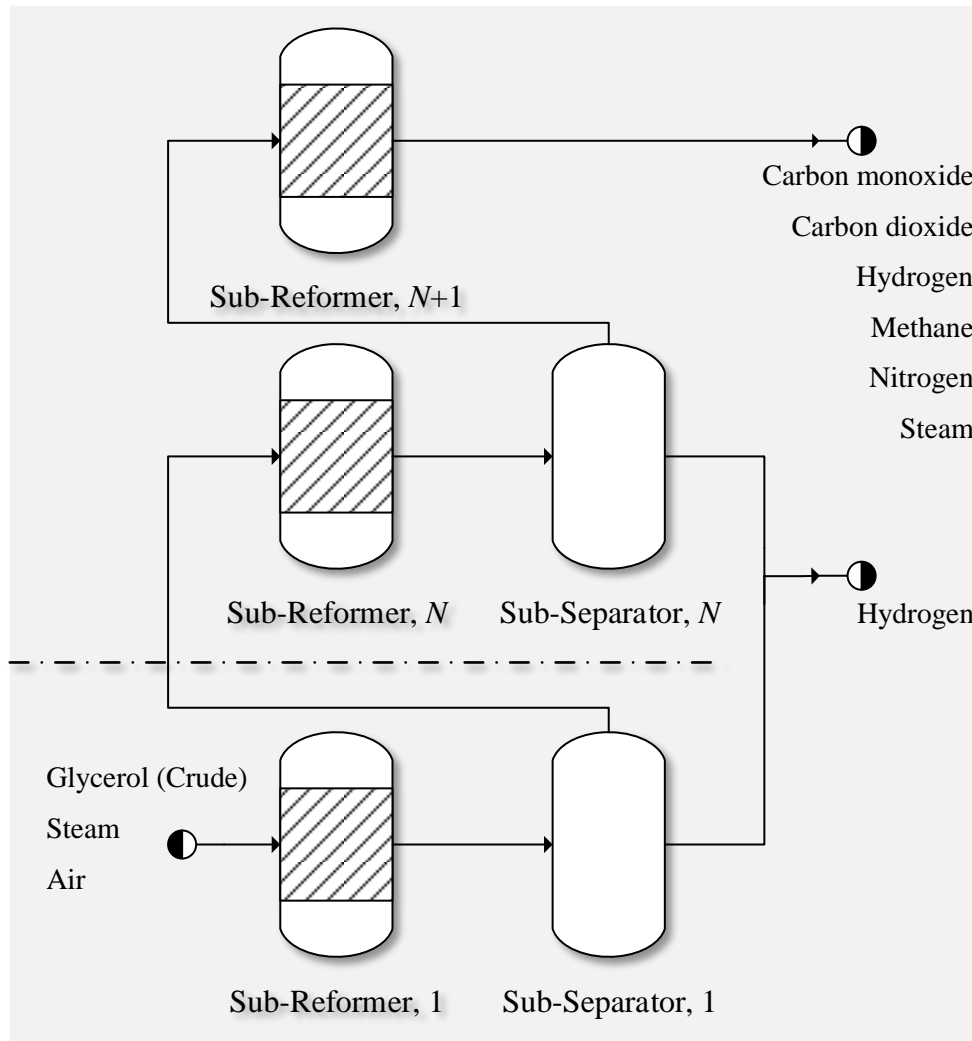 Carbon monoxide
Carbon dioxide
Hydrogen
Methane
Nitrogen
Steam
Sub-Reformer, N+1
Sub-Reformer, N
Sub-Separator, N
Hydrogen
Glycerol (Crude)
Steam
Air
Sub-Reformer, 1
Sub-Separator, 1